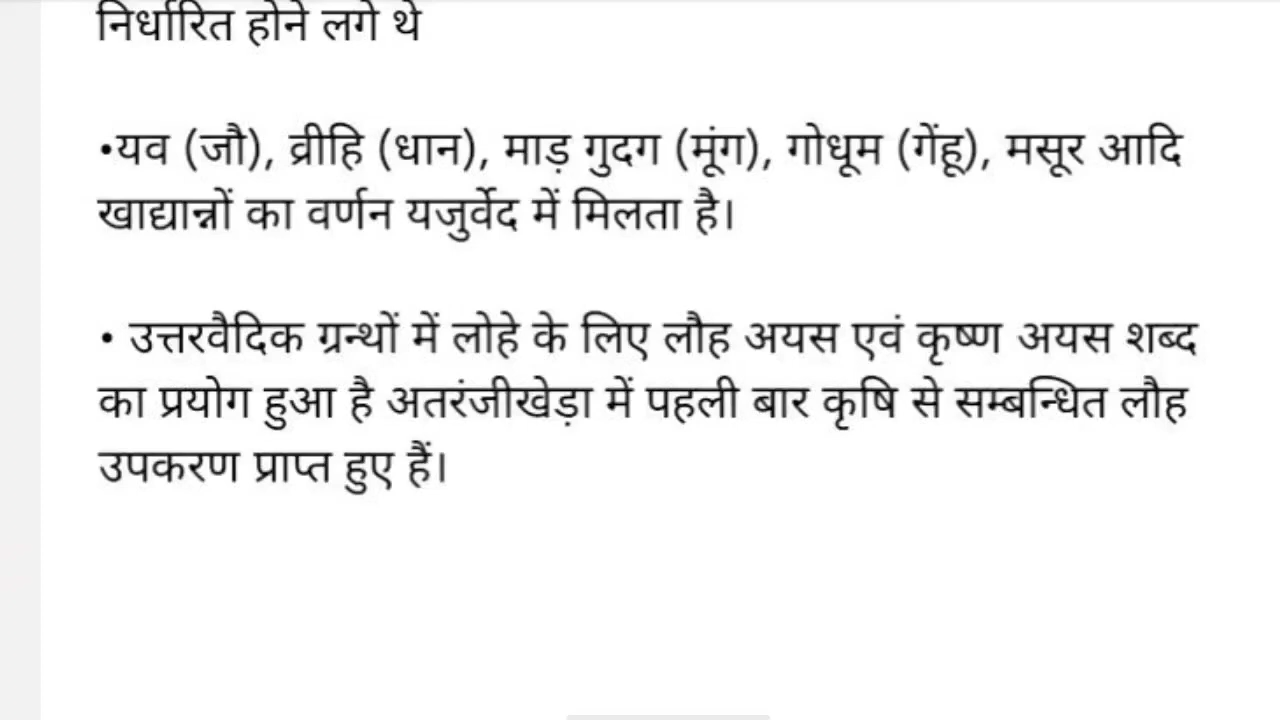 निर्धारित होने लगे थे
•यव (जौ), व्रीहि (धान), माड़ गुदग (मूंग), गोधूम (गेंहू), मसूर आदि
खाद्यान्नों का वर्णन यजुर्वेद में मिलता है।
• उत्तरवैदिक ग्रन्थों में लोहे के लिए लौह अयस एवं कृष्ण अयस शब्द
का प्रयोग हुआ है अतरंजीखेड़ा में पहली बार कृषि से सम्बन्धित लौह
उपकरण प्राप्त हुए हैं।